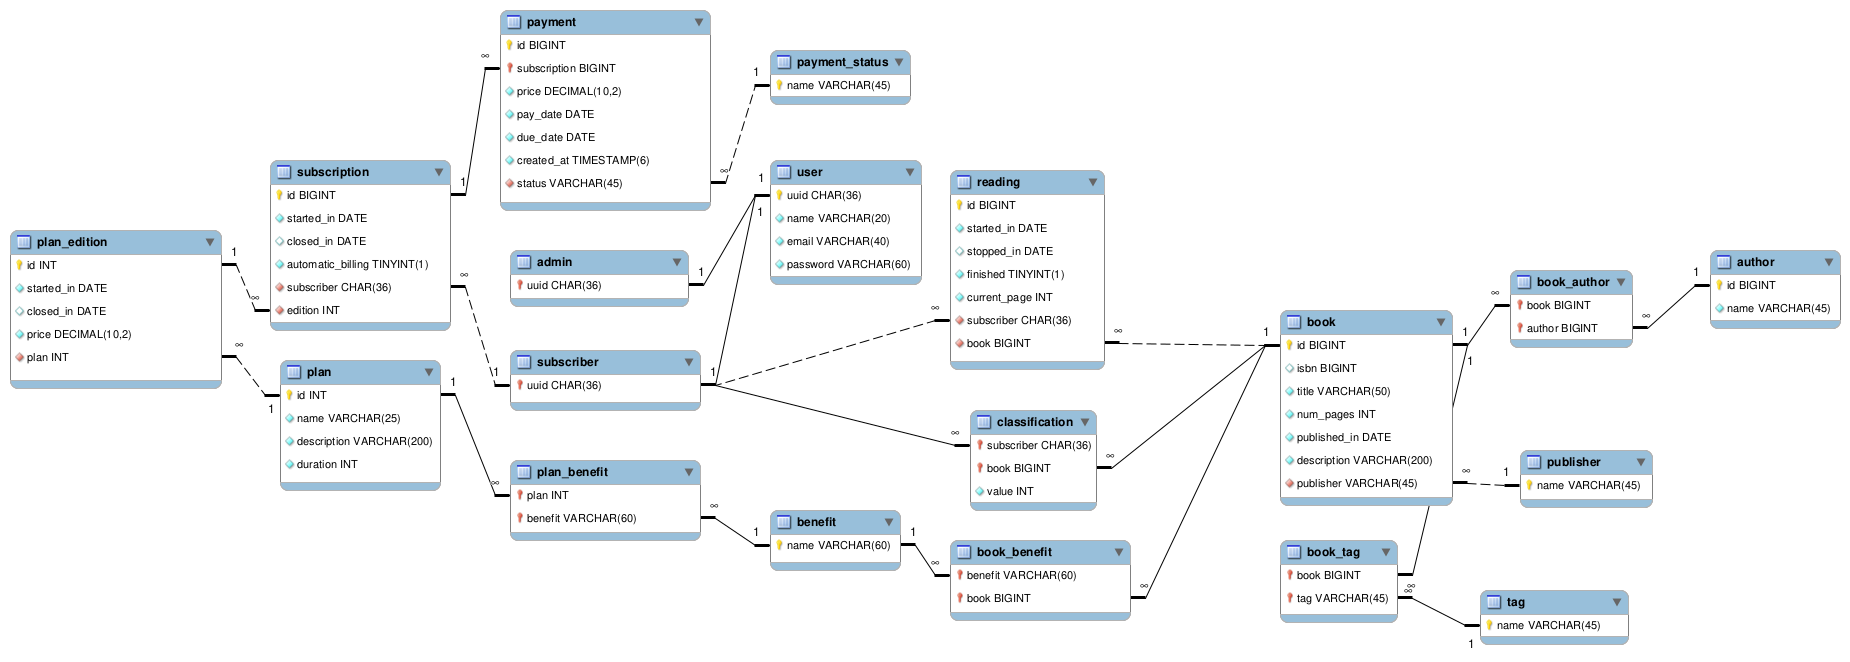 payment
id BIGINT
subscription BIGINT
price DECIMAL(10,2)
pay_date DATE
due_date DATE
created_at TIMESTAMP(6)
status VARCHAR(45)
∞
1
∞
1
payment_status
name VARCHAR(45)
subscription
id BIGINT
started_in DATE
closed_in DATE
automatic_billing TINYINT(1)
subscriber CHAR(36)
edition INT
1
∞
∞
1
plan_edition
id INT
started_in DATE
closed_in DATE
price DECIMAL(10,2)
plan INT
∞
1
plan
id INT
name VARCHAR(25)
description VARCHAR(200)
duration INT
1
∞
admin
uuid CHAR(36)
1
1
1
user
uuid CHAR(36)
name VARCHAR(20)
email VARCHAR(40)
password VARCHAR(60)
subscriber
uuid CHAR(36)
1
∞
∞
plan_benefit
plan INT
benefit VARCHAR(60)
∞
1
benefit
name VARCHAR(60)
1
∞
reading
id BIGINT
started_in DATE
stopped_in DATE
finished TINYINT(1)
current_page INT
subscriber CHAR(36)
book BIGINT
∞
1
classification
subscriber CHAR(36)
book BIGINT
value INT
∞
book_benefit
benefit VARCHAR(60)
book BIGINT
∞
book
id BIGINT
isbn BIGINT
title VARCHAR(50)
num_pages INT
published_in DATE
description VARCHAR(200)
publisher VARCHAR(45)
1
1
∞
book_author
book BIGINT
author BIGINT
∞
1
author
id BIGINT
name VARCHAR(45)
∞
1
publisher
name VARCHAR(45)
book_tag
book BIGINT
tag VARCHAR(45)
∞
∞
1
tag
name VARCHAR(45)